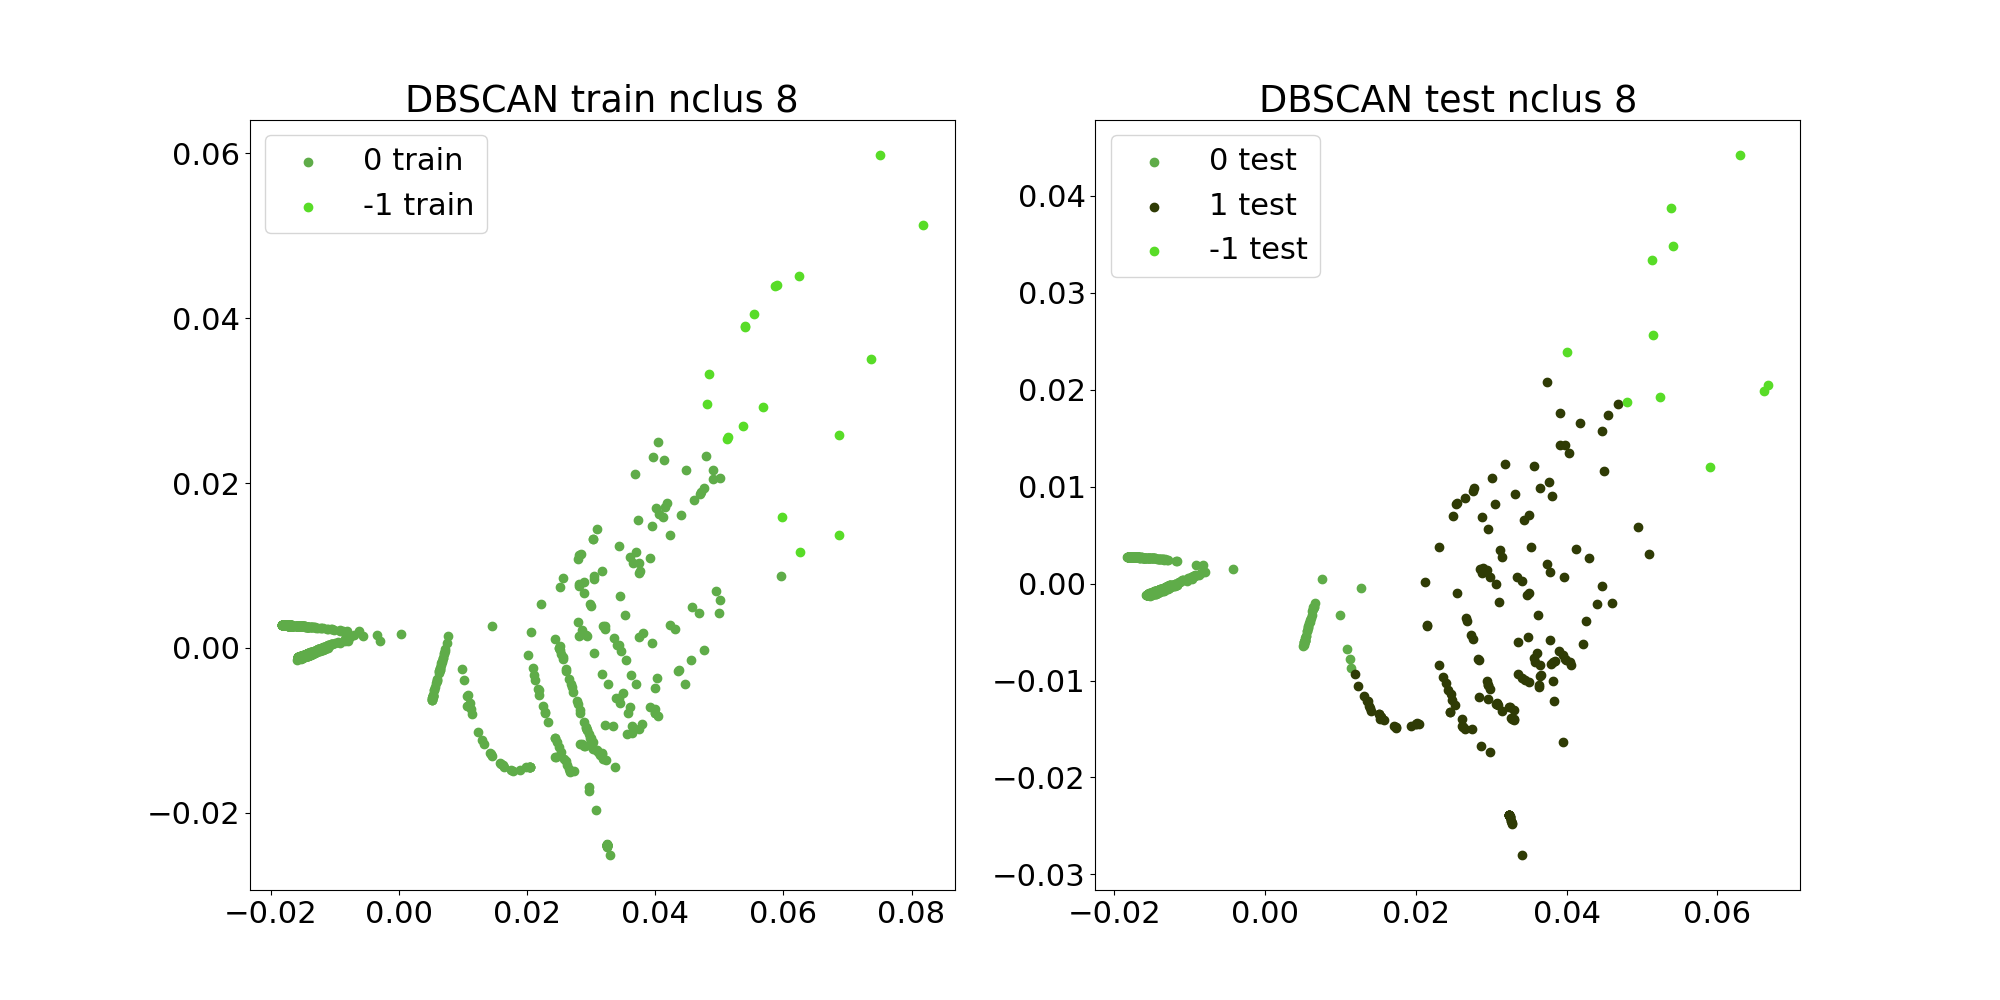 DBSCAN train nclus 8
0 train
-1 train
0.06
0.04
0.02
0.00
−0.02
−0.02 0.00 0.02 0.04 0.06 0.08
DBSCAN test nclus 8
0 test
1 test
-1 test
0.04
0.03
0.02
0.01
0.00
−0.01
−0.02
−0.03
−0.02 0.00 0.02 0.04 0.06